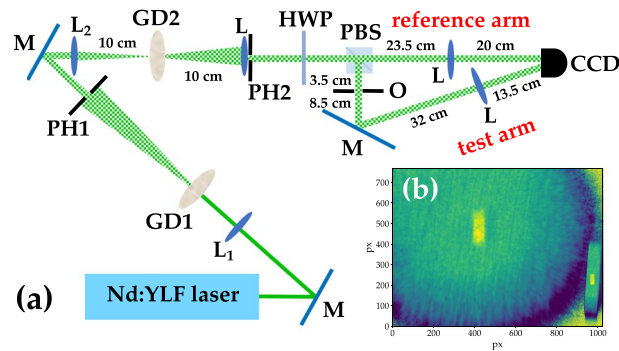 M
L2
10 cm
GD2
10 cm
L
PH2
HWP
PBS
reference arm
23.5 cm
20 cm
L
CCD
3.5 cm
8.5 cm
O
M
32 cm
L
13.5 cm
test arm
PH1
GD1
L1
Nd:YLF laser
M
(a)
(b)
px
700
600
500
400
300
200
100
0
0
200
400
600
800
1000
px